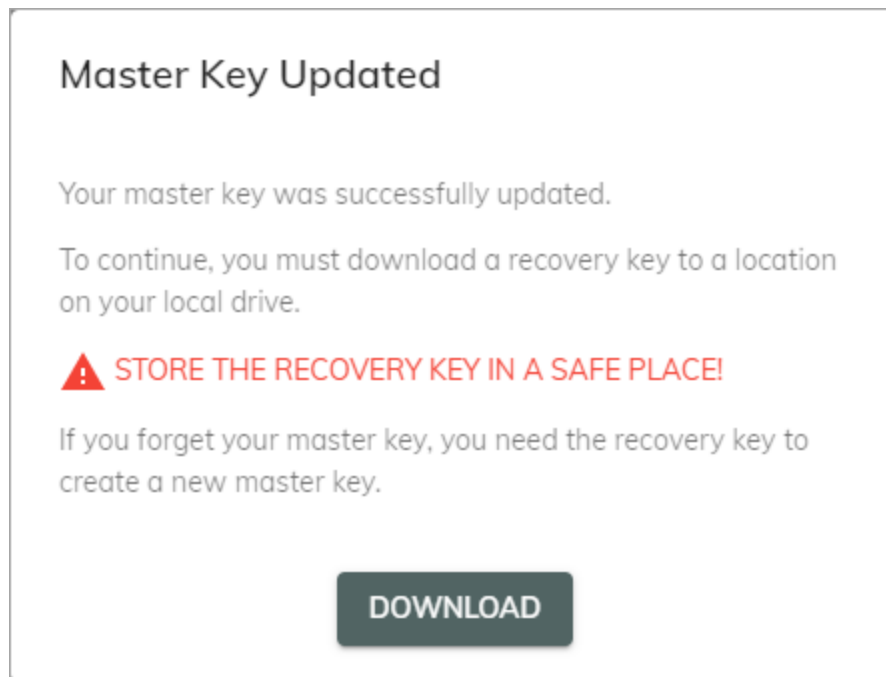 Master Key Updated
Your master key was successfully updated.
To continue, you must download a recovery key to a location
on your local drive.
STORE THE RECOVERY KEY IN A SAFE PLACE!
If you forget your master key, you need the recovery key to
create a new master key.
DOWNLOAD